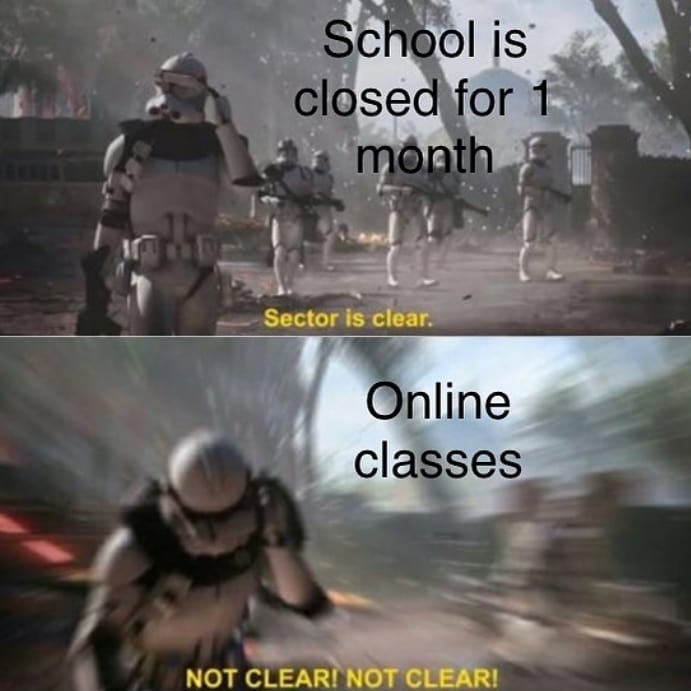 School is
closed for 1
month
Sector is clear.
Online
classes
NOT CLEAR! NOT CLEAR!